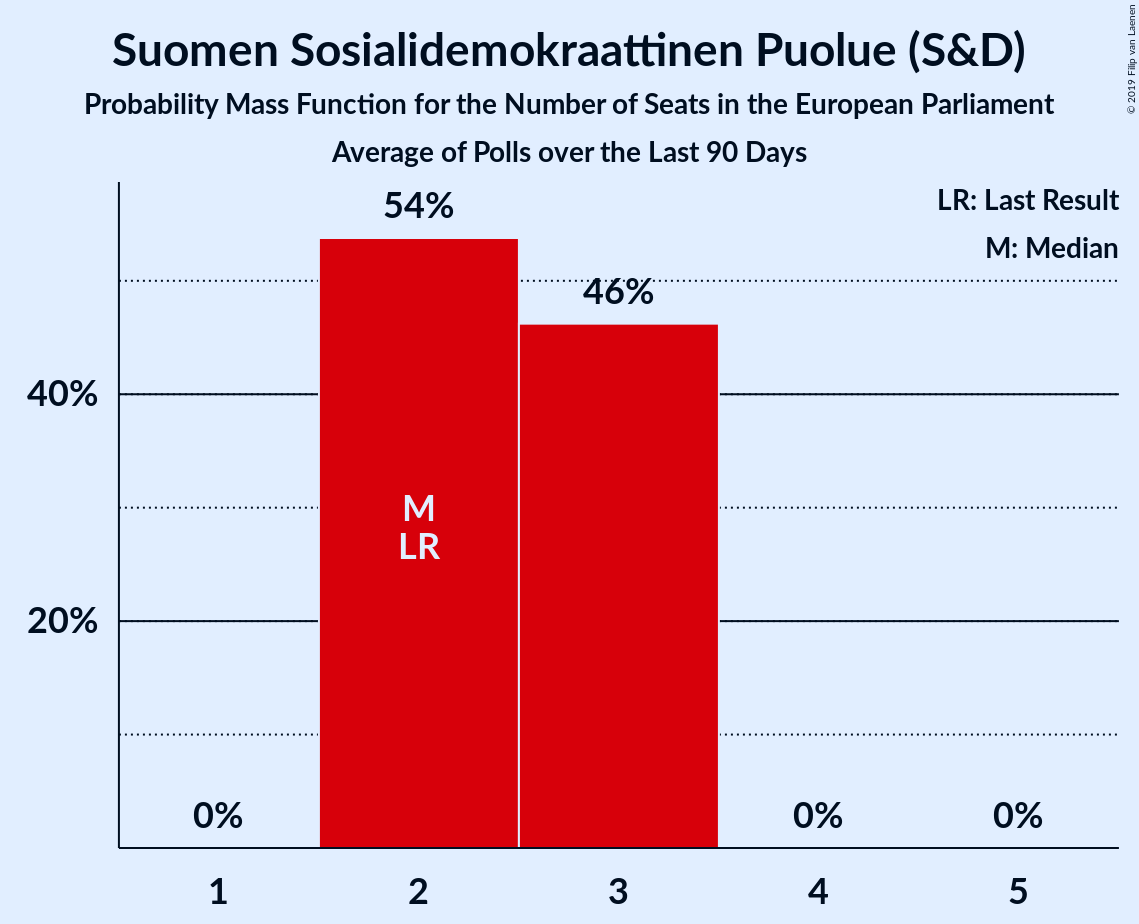 Suomen Sosialidemokraattinen Puolue (S&D)
Probability Mass Function for the Number of Seats in the European Parliament
Average of Polls over the Last 90 Days
© 2019 Filip van Laenen
LR: Last Result
M: Median
54%
46%
40%
M
LR
20%
0%
0%
0%
1
2
3
4
5